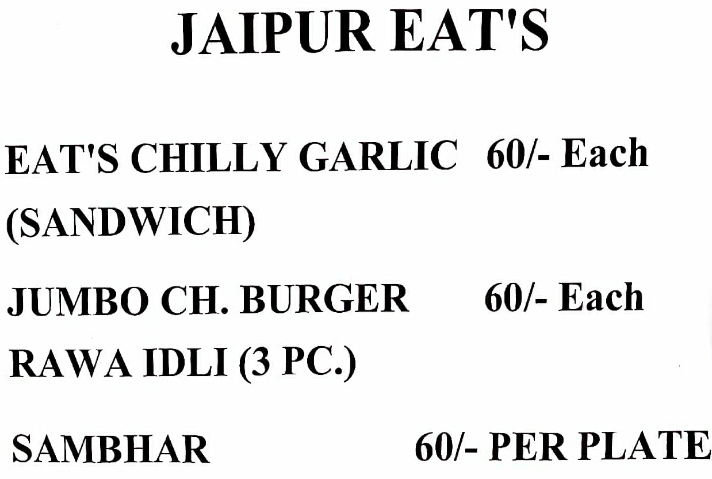 JAIPUR EAT'S
EAT'S CHILLY GARLIC 60/- Each
(SANDWICH)
JUMBO CH. BURGER 60/- Each
RAWA IDLI (3 PC.)
SAMBHAR 60/- PER PLATE